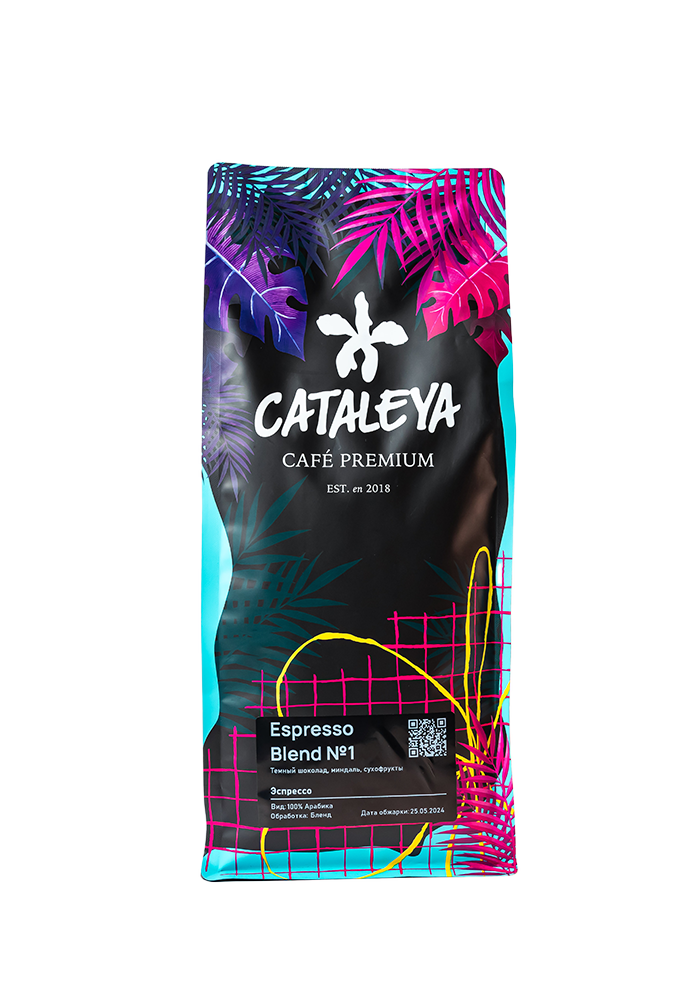 CATALEYA
CAFÉ PREMIUM
EST. en 2018
Espresso
Blend №1
Темный шоколад, миндаль, сухофрукты
Эспрессо
Вид: 100% Арабика
Обработка: Бленд
Дата обжарки: 25.05.2024